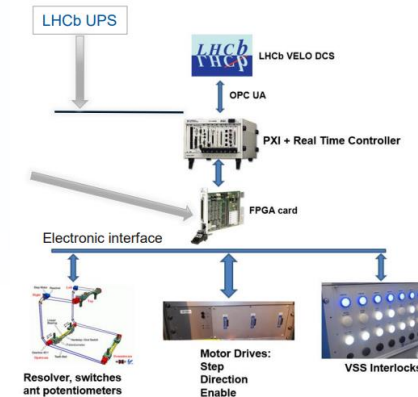 LHCb UPS
LHCb
LHCb VELO DCS
OPC UA
PXI + Real Time Controller
FPGA card
Electronic interface
Resolver, switches
ant potentiometers
Motor Drives:
Step
Direction
Enable
VSS Interlocks